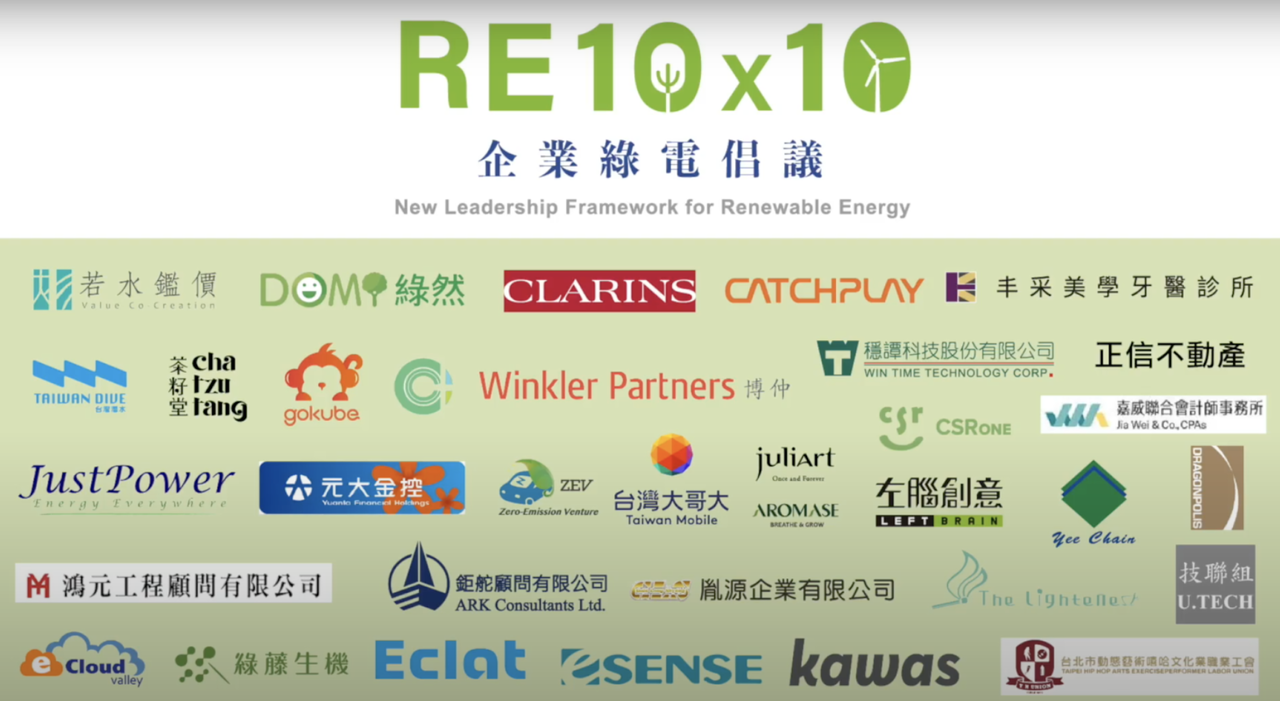 RE10x10
企業綠電倡議
New Leadership Framework for Renewable Energy
若水鑑價
Value Co Creation
DOMI 綠然
CLARINS
CATCHPLAY
丰采美學牙醫診所
TAIWAN DIVE
台灣潛水
茶籽堂
cha
tzu
tang
gokube
Winkler Partners 博仲
穩譚科技股份有限公司
WIN TIME TECHNOLOGY CORP.
正信不動產
csr
CSRONE
嘉威聯合會計師事務所
Jia Wei & Co., CPAs
JustPower
Energy Everywhere
元大金控
Yuanta Financial Holdings
ZEV
Zero-Emission Venture
台灣大哥大
Taiwan Mobile
juliArt
Once and Forever
AROMASE
BREATHE & GROW
左腦創意
LEFT BRAIN
Yee Chain
DRAGONPOLIS
鴻元工程顧問有限公司
鉅舵顧問有限公司
ARK Consultants Ltd.
胤源企業有限公司
The Lightenest
技聯組
U.TECH
e Cloud
valley
綠藤生機
Eclat
eSENSE
kawas
台北市動態藝術嘻哈文化業職業工會
TAIPEI HIP HOP ARTS EXERCISEPERFORMER LABOR UNION